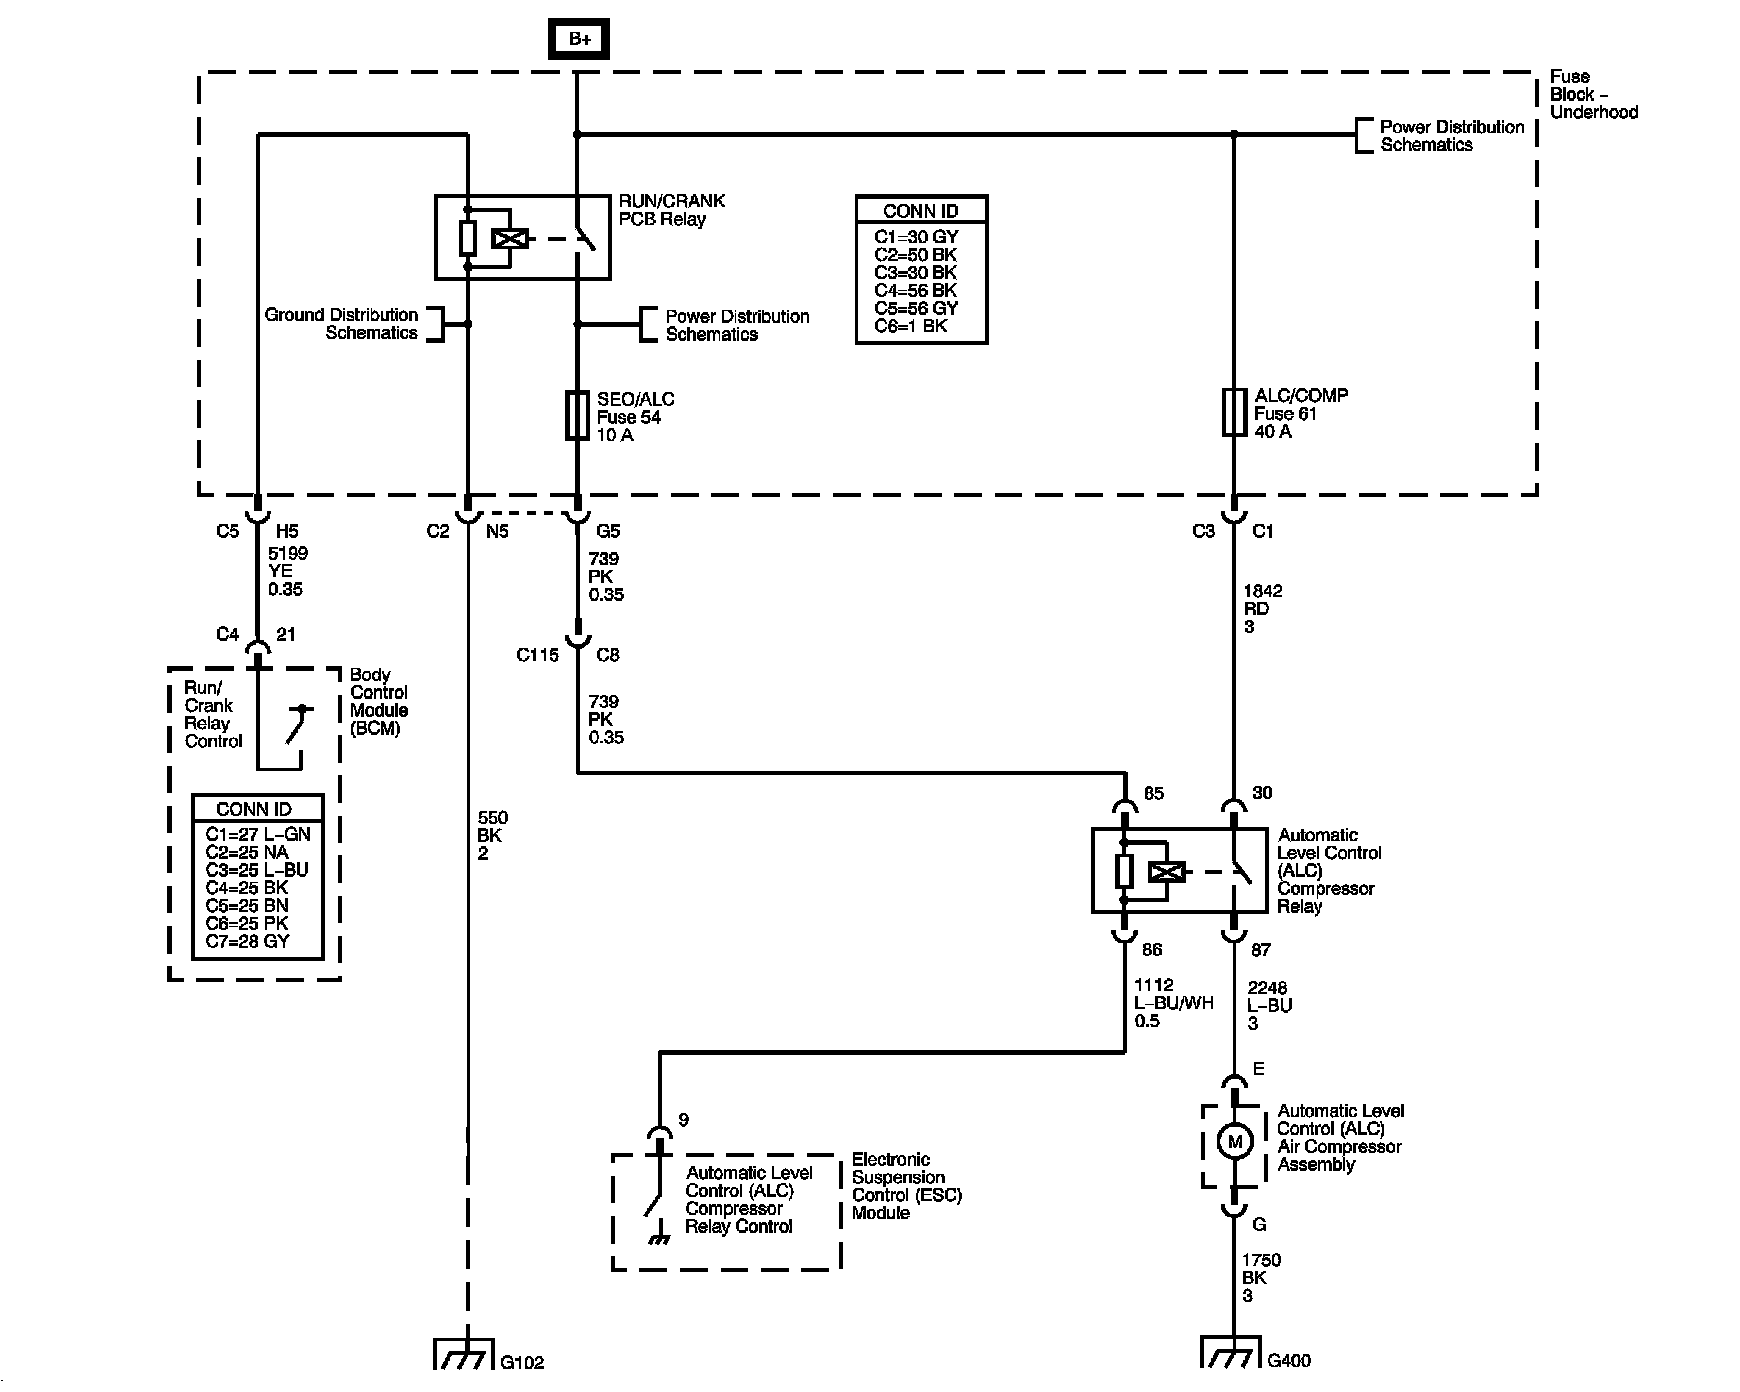 B+
Fuse
Block –
Underhood
Power Distribution
Schematics
RUN/CRANK
PCB Relay
CONN ID
C1=30 GY
C2=50 BK
C3=30 BK
C4=56 BK
C5=56 GY
C6=1 BK
Ground Distribution
Schematics
Power Distribution
Schematics
SEO/ALC
Fuse 54
10 A
ALC/COMP
Fuse 61
40 A
C5 H5
C2 N5
G5
C3 C1
5199
YE
0.35
739
PK
0.35
1842
RD
3
C4 21
C115 C8
Run/
Crank
Relay
Control
Body
Control
Module
(BCM)
739
PK
0.35
CONN ID
C1=27 L–GN
C2=25 NA
C3=25 L–BU
C4=25 BK
C5=25 BN
C6=25 PK
C7=28 GY
550
BK
2
85
30
Automatic
Level Control
(ALC)
Compressor
Relay
86
87
1112
L–BU/WH
0.5
2248
L–BU
3
E
9
Automatic Level
Control (ALC)
Compressor
Relay Control
Electronic
Suspension
Control (ESC)
Module
M
Automatic Level
Control (ALC)
Air Compressor
Assembly
G
1750
BK
3
G102
G400